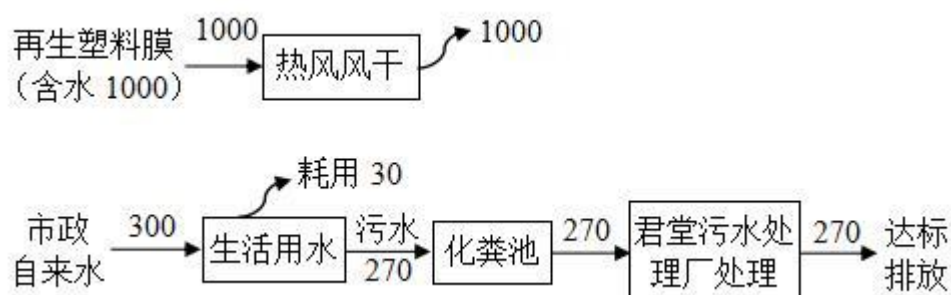 再生塑料膜
（含水 1000）
1000
热风风干
1000
市政
自来水
300
生活用水
耗用 30
污水
270
化粪池
270
君堂污水处
理厂处理
270
达标
排放